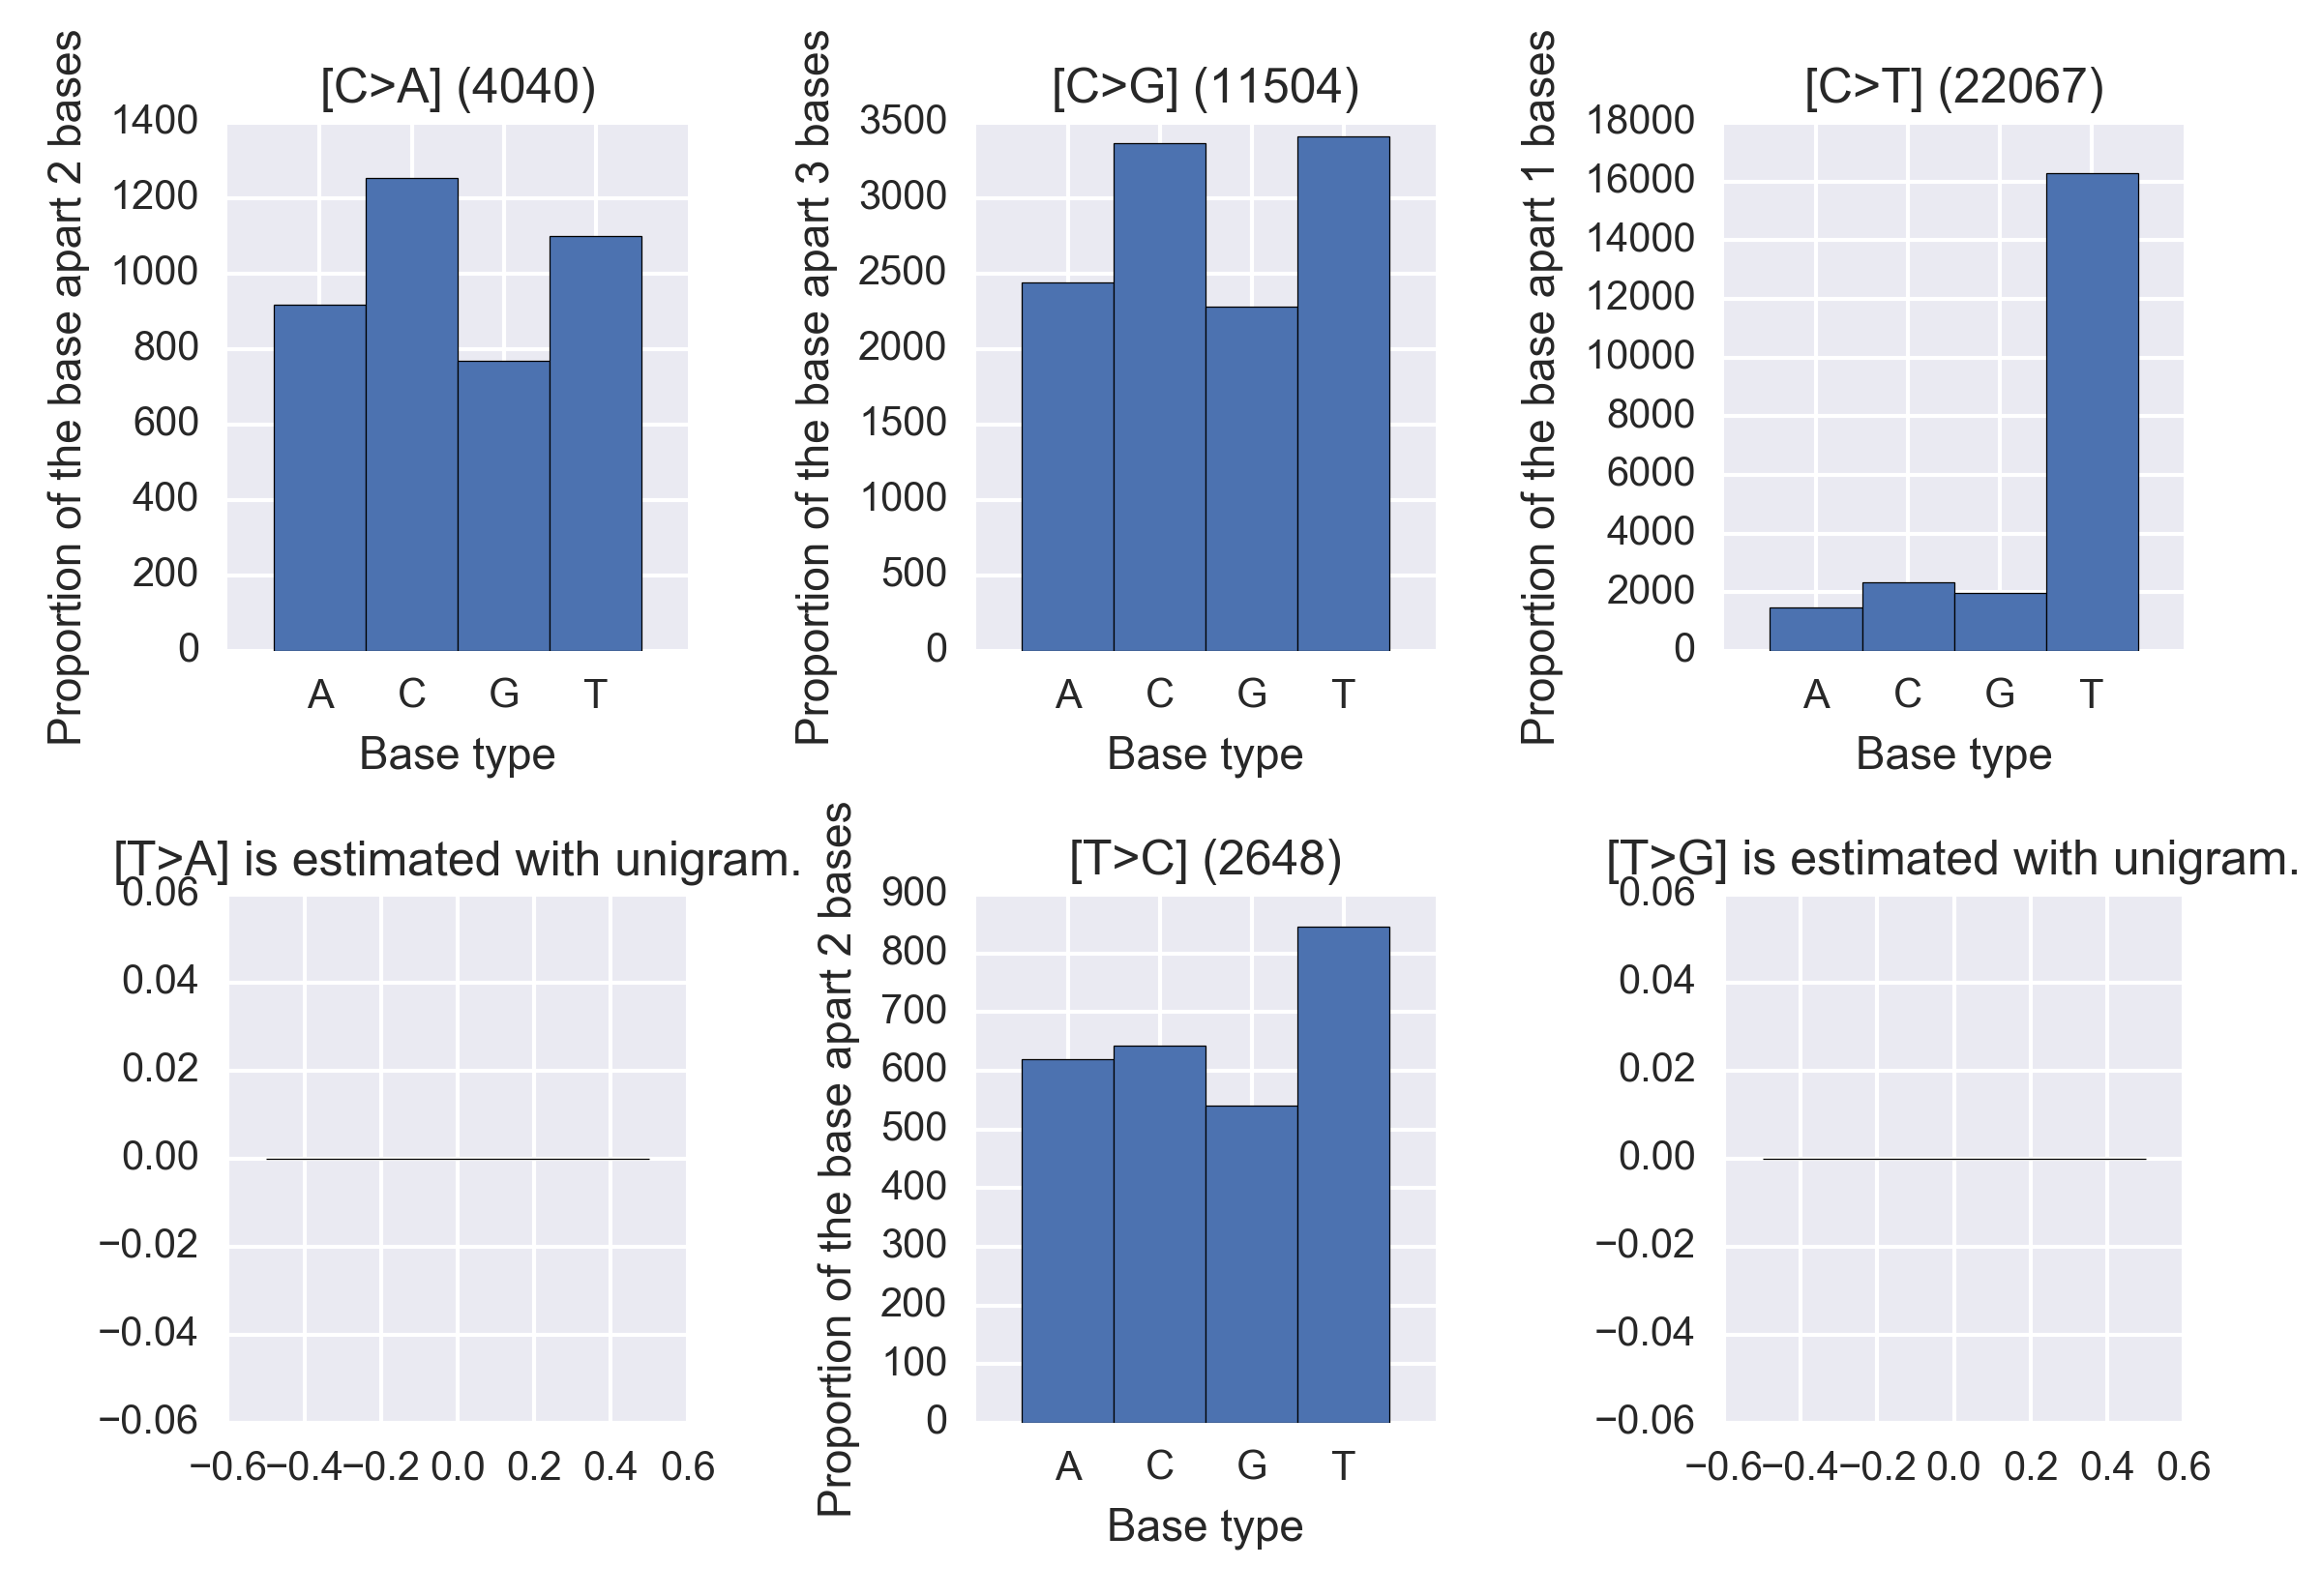 [C>A] (4040)
Proportion of the base apart 2 bases
1400
1200
1000
800
600
400
200
0
A C G T
Base type
[C>G] (11504)
Proportion of the base apart 3 bases
3500
3000
2500
2000
1500
1000
500
0
A C G T
Base type
[C>T] (22067)
Proportion of the base apart 1 bases
18000
16000
14000
12000
10000
8000
6000
4000
2000
0
A C G T
Base type
[T>A] is estimated with unigram.
0.06
0.04
0.02
0.00
−0.02
−0.04
−0.06
−0.6 −0.4 −0.2 0.0 0.2 0.4 0.6
[T>C] (2648)
Proportion of the base apart 2 bases
900
800
700
600
500
400
300
200
100
0
A C G T
Base type
[T>G] is estimated with unigram.
0.06
0.04
0.02
0.00
−0.02
−0.04
−0.06
−0.6 −0.4 −0.2 0.0 0.2 0.4 0.6